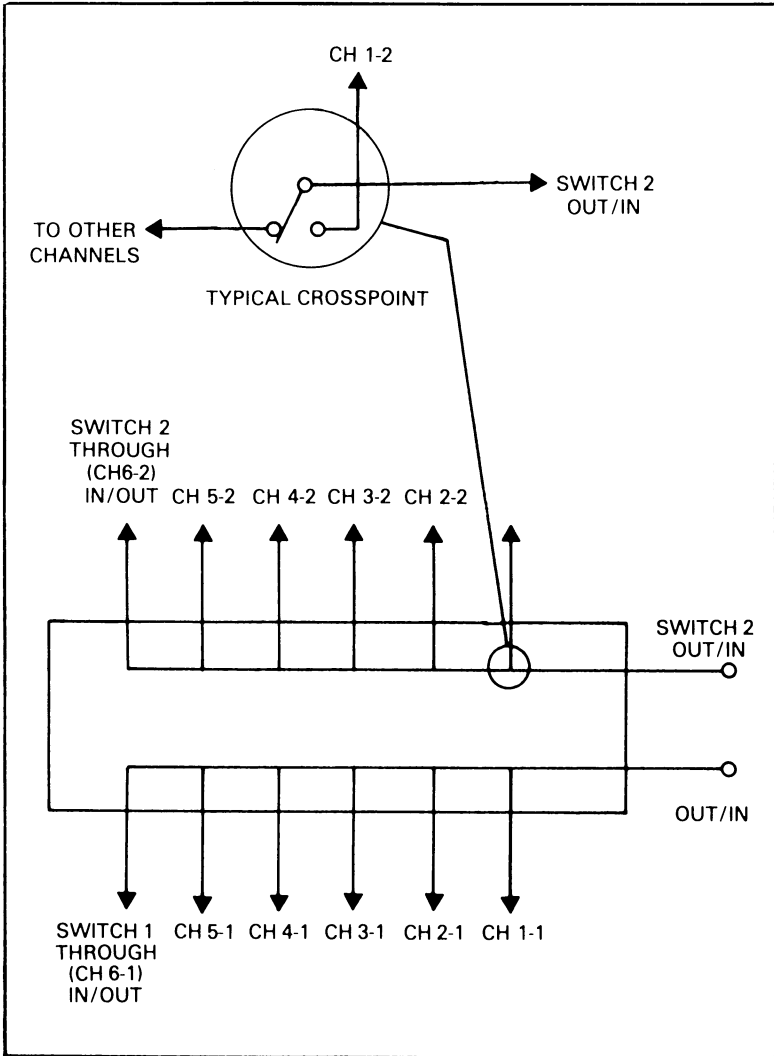 CH 1-2
SWITCH 2
OUT/IN
TO OTHER
CHANNELS
TYPICAL CROSSPOINT
SWITCH 2
THROUGH
(CH6-2)
IN/OUT
CH 5-2
CH 4-2
CH 3-2
CH 2-2
SWITCH 2
OUT/IN
OUT/IN
SWITCH 1
THROUGH
(CH 6-1)
IN/OUT
CH 5-1
CH 4-1
CH 3-1
CH 2-1
CH 1-1